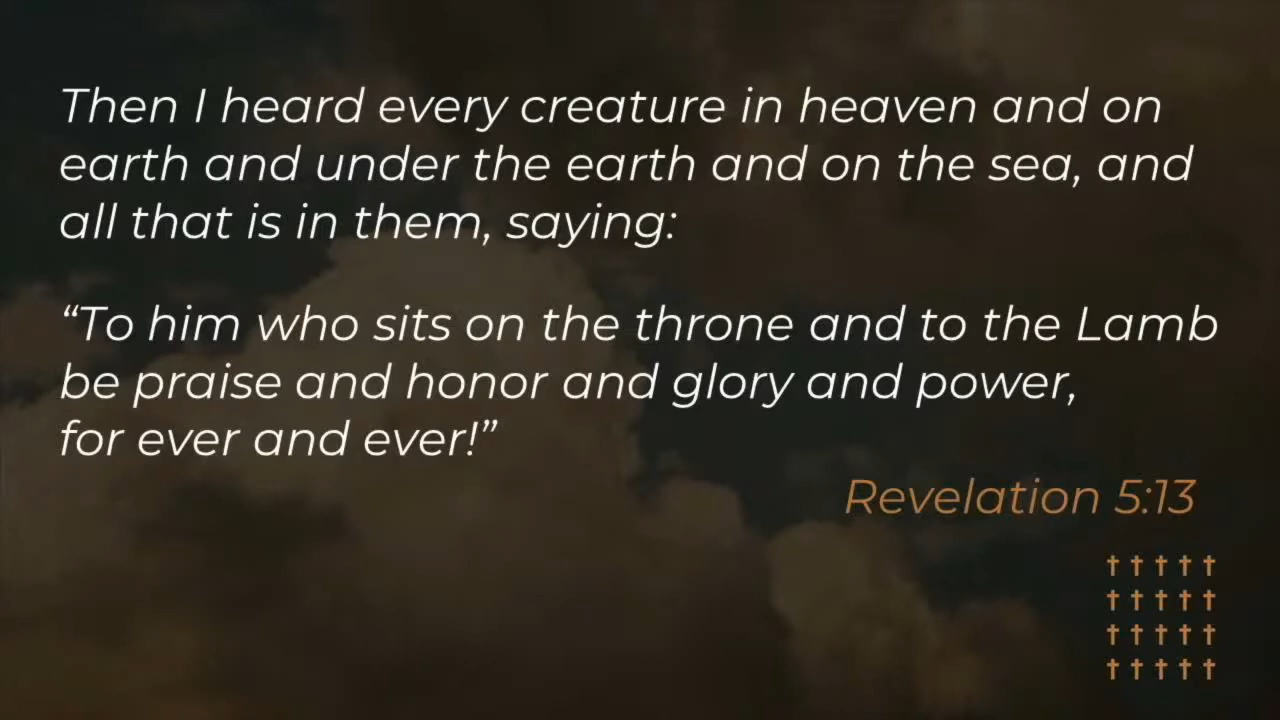 Then I heard every creature in heaven and on
earth and under the earth and on the sea, and
all that is in them, saying:
“To him who sits on the throne and to the Lamb
be praise and honor and glory and power,
for ever and ever!”
Revelation 5:13